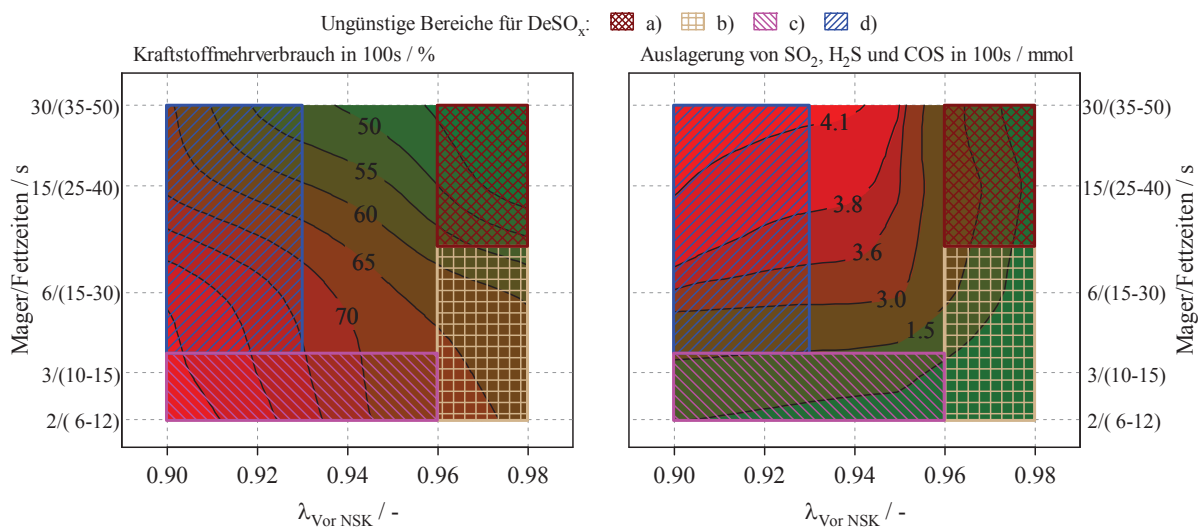 Ungünstige Bereiche für DeSOx: a) b) c) d)
Kraftstoffmehrverbrauch in 100s / %
Auslagerung von SO2, H2S und COS in 100s / mmol
Mager/Fettzeiten / s
30/(35-50)
15/(25-40)
6/(15-30)
3/(10-15)
2/( 6-12)
50
55
60
65
70
0.90 0.92 0.94 0.96 0.98
λVor NSK / -
4.1
3.8
3.6
3.0
1.5
30/(35-50)
15/(25-40)
6/(15-30)
3/(10-15)
2/( 6-12)
Mager/Fettzeiten / s
0.90 0.92 0.94 0.96 0.98
λVor NSK / -